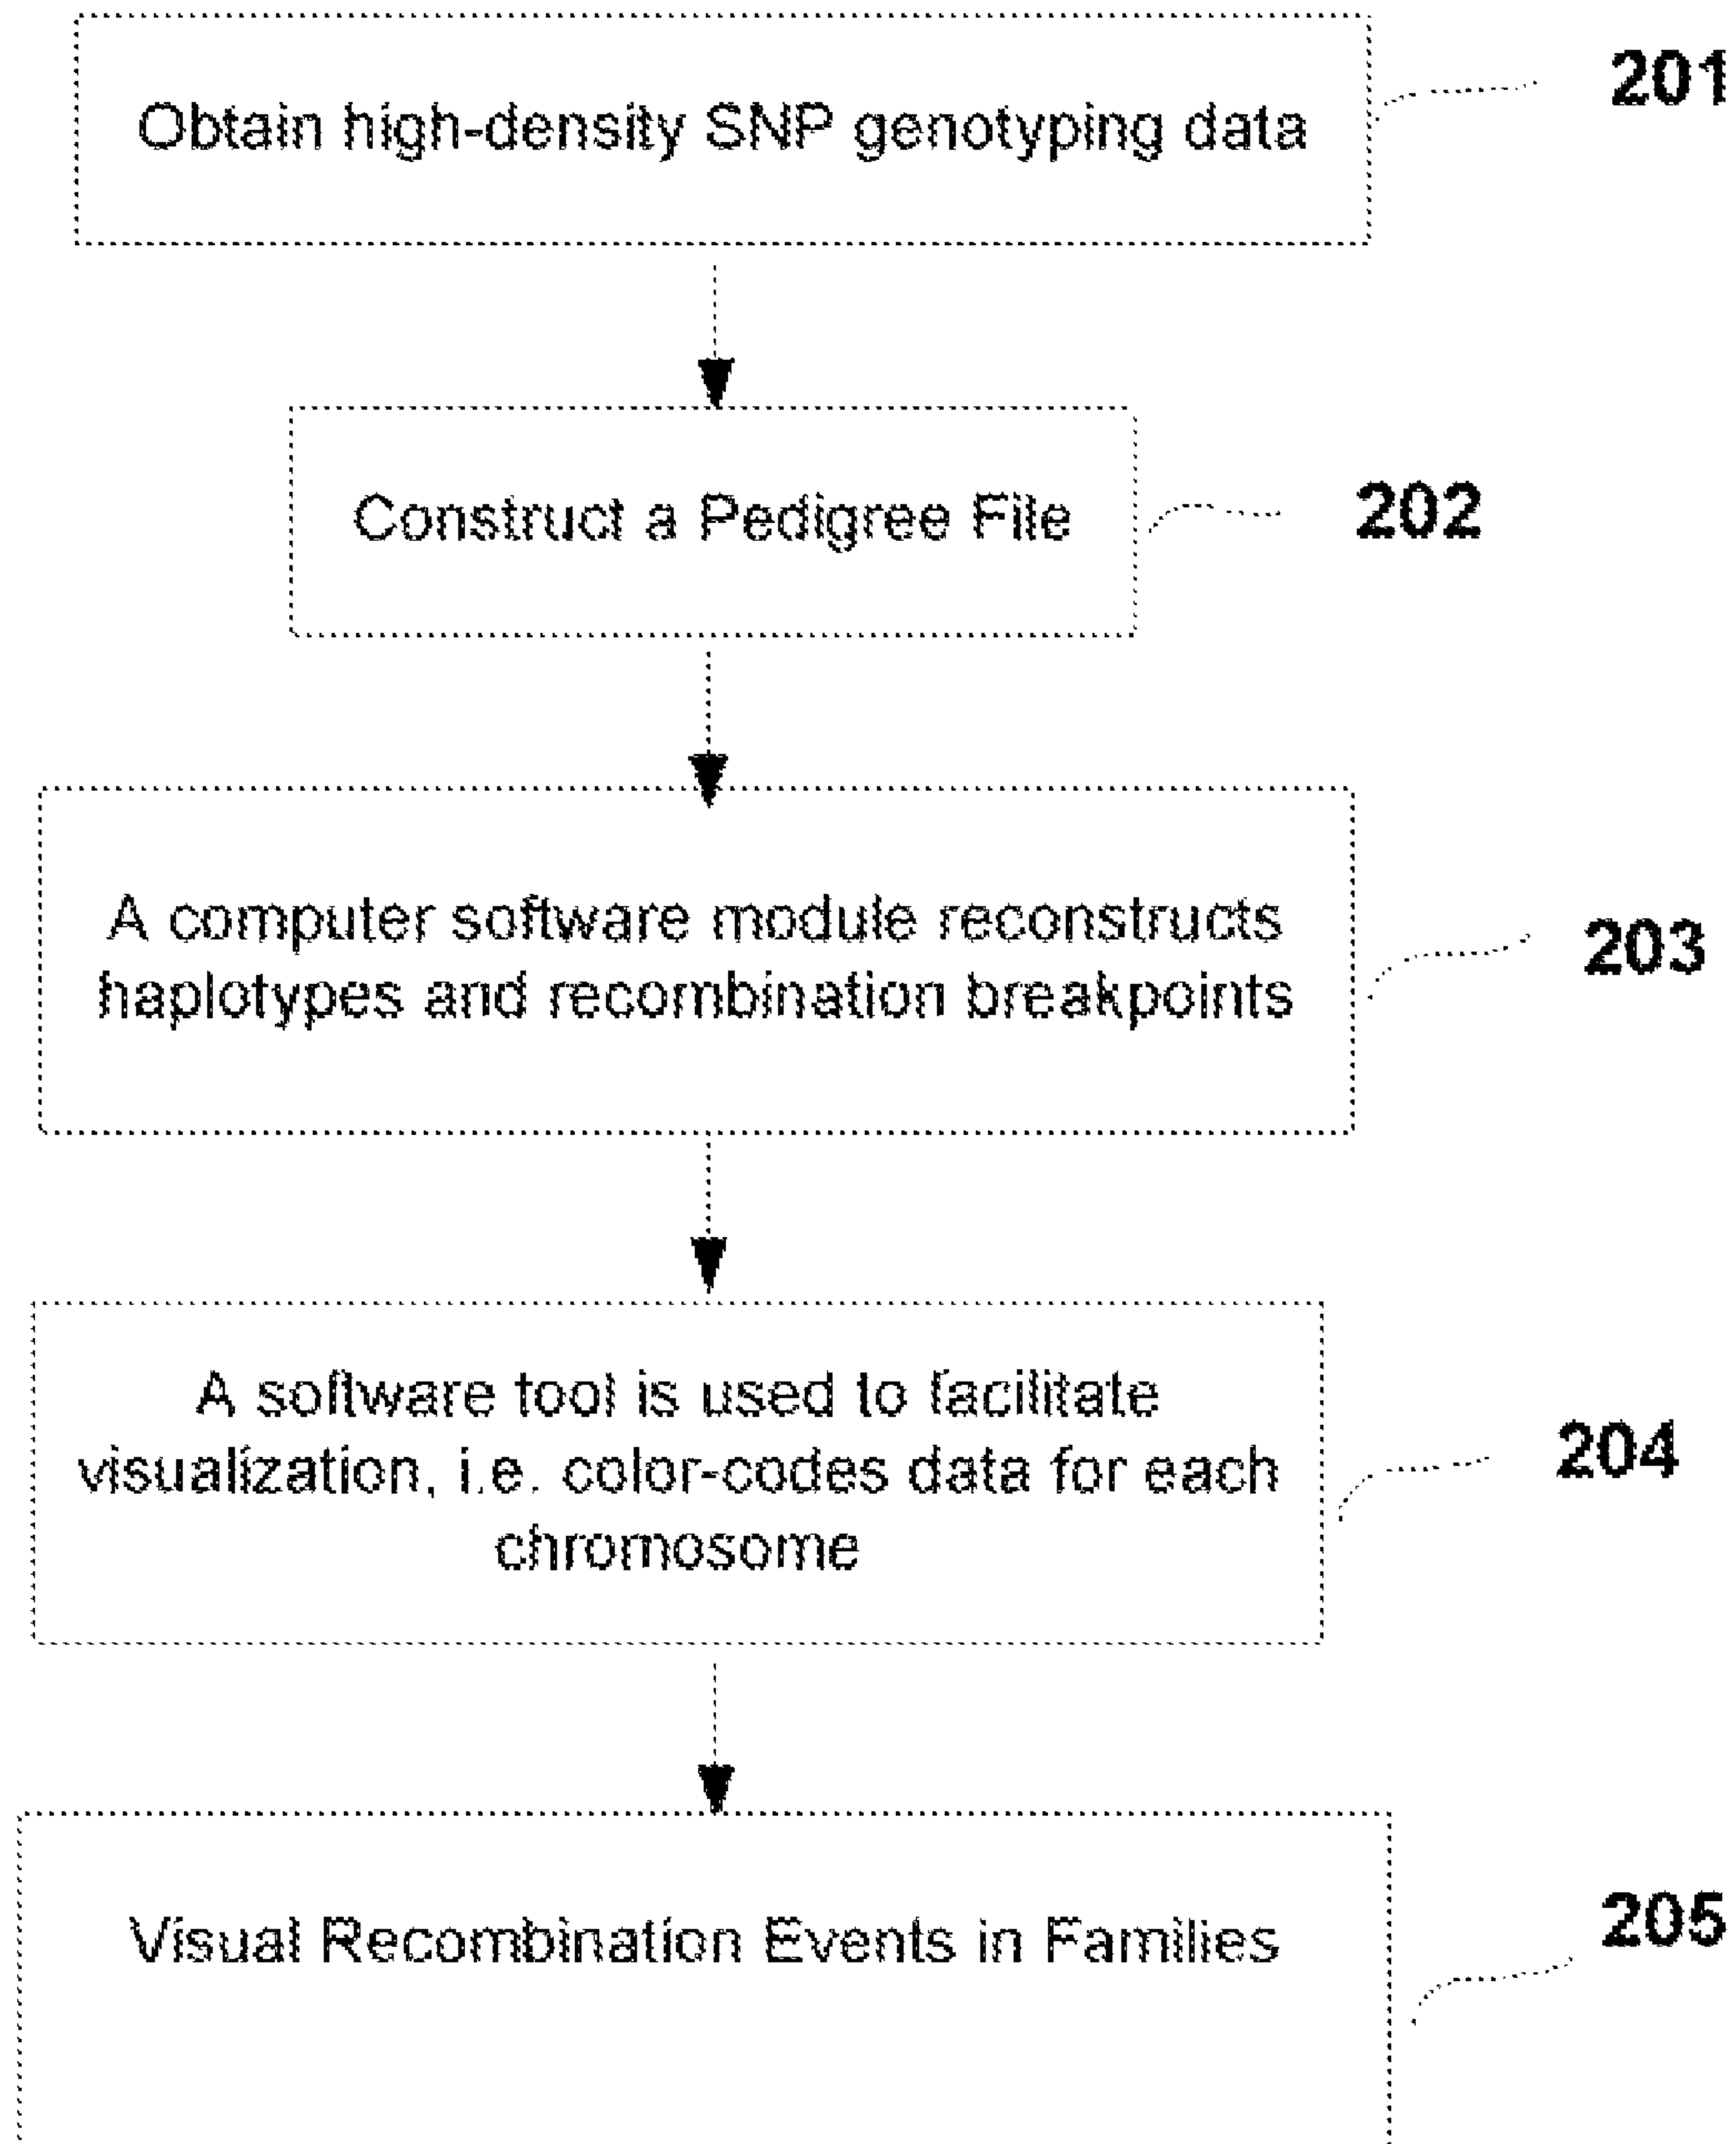 Obtain high-density SNP genotyping data
201
Construct a Pedigree File
202
A computer software module reconstructs
haplotypes and recombination breakpoints
203
A software tool is used to facilitate
visualization, i.e. color-codes data for each
chromosome
204
Visual Recombination Events in Families
205